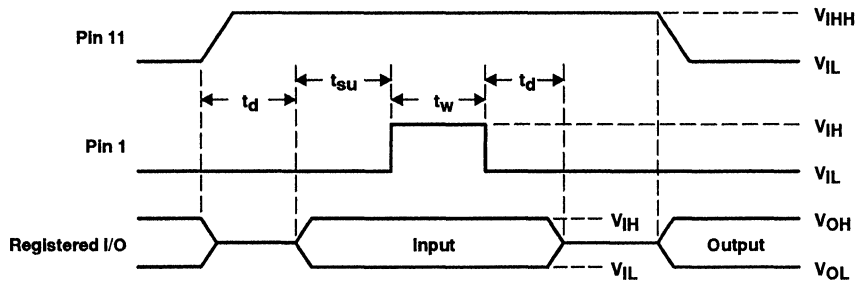 Pin 11
V_IHH
V_IL
t_d
t_su
t_w
t_d
Pin 1
V_IH
V_IL
Registered I/O
Input
V_IH
V_IL
Output
V_OH
V_OL